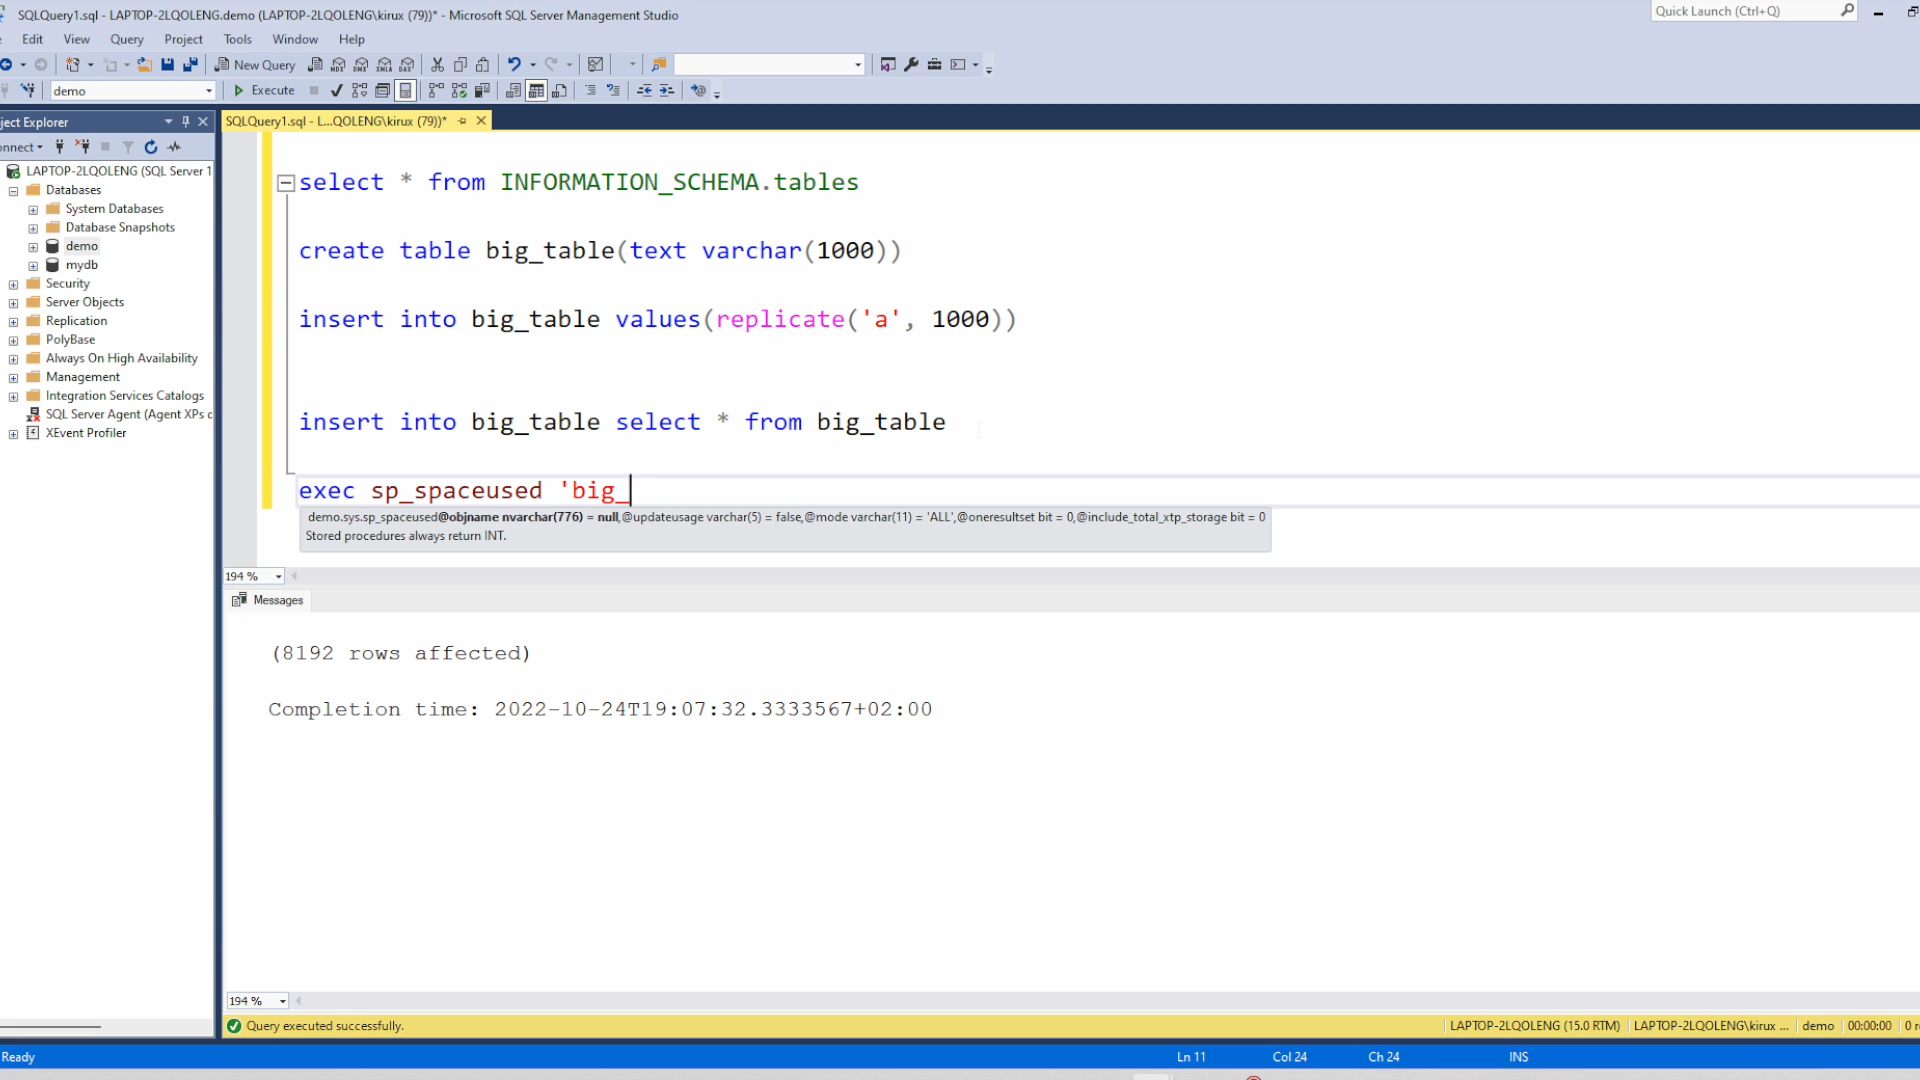 SQLQuery1.sql - LAPTOP-2LQOLENG.demo (LAPTOP-2LQOLENG\kirux (79))* - Microsoft SQL Server Management Studio
Quick Launch (Ctrl+Q)
Edit View Query Project Tools Window Help
New Query
demo
Execute
ject Explorer
SQLQuery1.sql - L...QOLENG\kirux (79))*
nnect
LAPTOP-2LQOLENG (SQL Server 1
Databases
System Databases
Database Snapshots
demo
mydb
Security
Server Objects
Replication
PolyBase
Always On High Availability
Management
Integration Services Catalogs
SQL Server Agent (Agent XPs
XEvent Profiler
select * from INFORMATION_SCHEMA.tables
create table big_table(text varchar(1000))
insert into big_table values(replicate('a', 1000))
insert into big_table select * from big_table
exec sp_spaceused 'big_
demo.sys.sp_spaceused @objname nvarchar(776) = null,@updateusage varchar(5) = false,@mode varchar(11) = 'ALL',@oneresultset bit = 0,@include_total_xtp_storage bit = 0
Stored procedures always return INT.
194 %
Messages
(8192 rows affected)
Completion time: 2022-10-24T19:07:32.3333567+02:00
194 %
Query executed successfully.
LAPTOP-2LQOLENG (15.0 RTM)
LAPTOP-2LQOLENG\kirux ...
demo
00:00:00
0 r
Ready
Ln 11
Col 24
Ch 24
INS